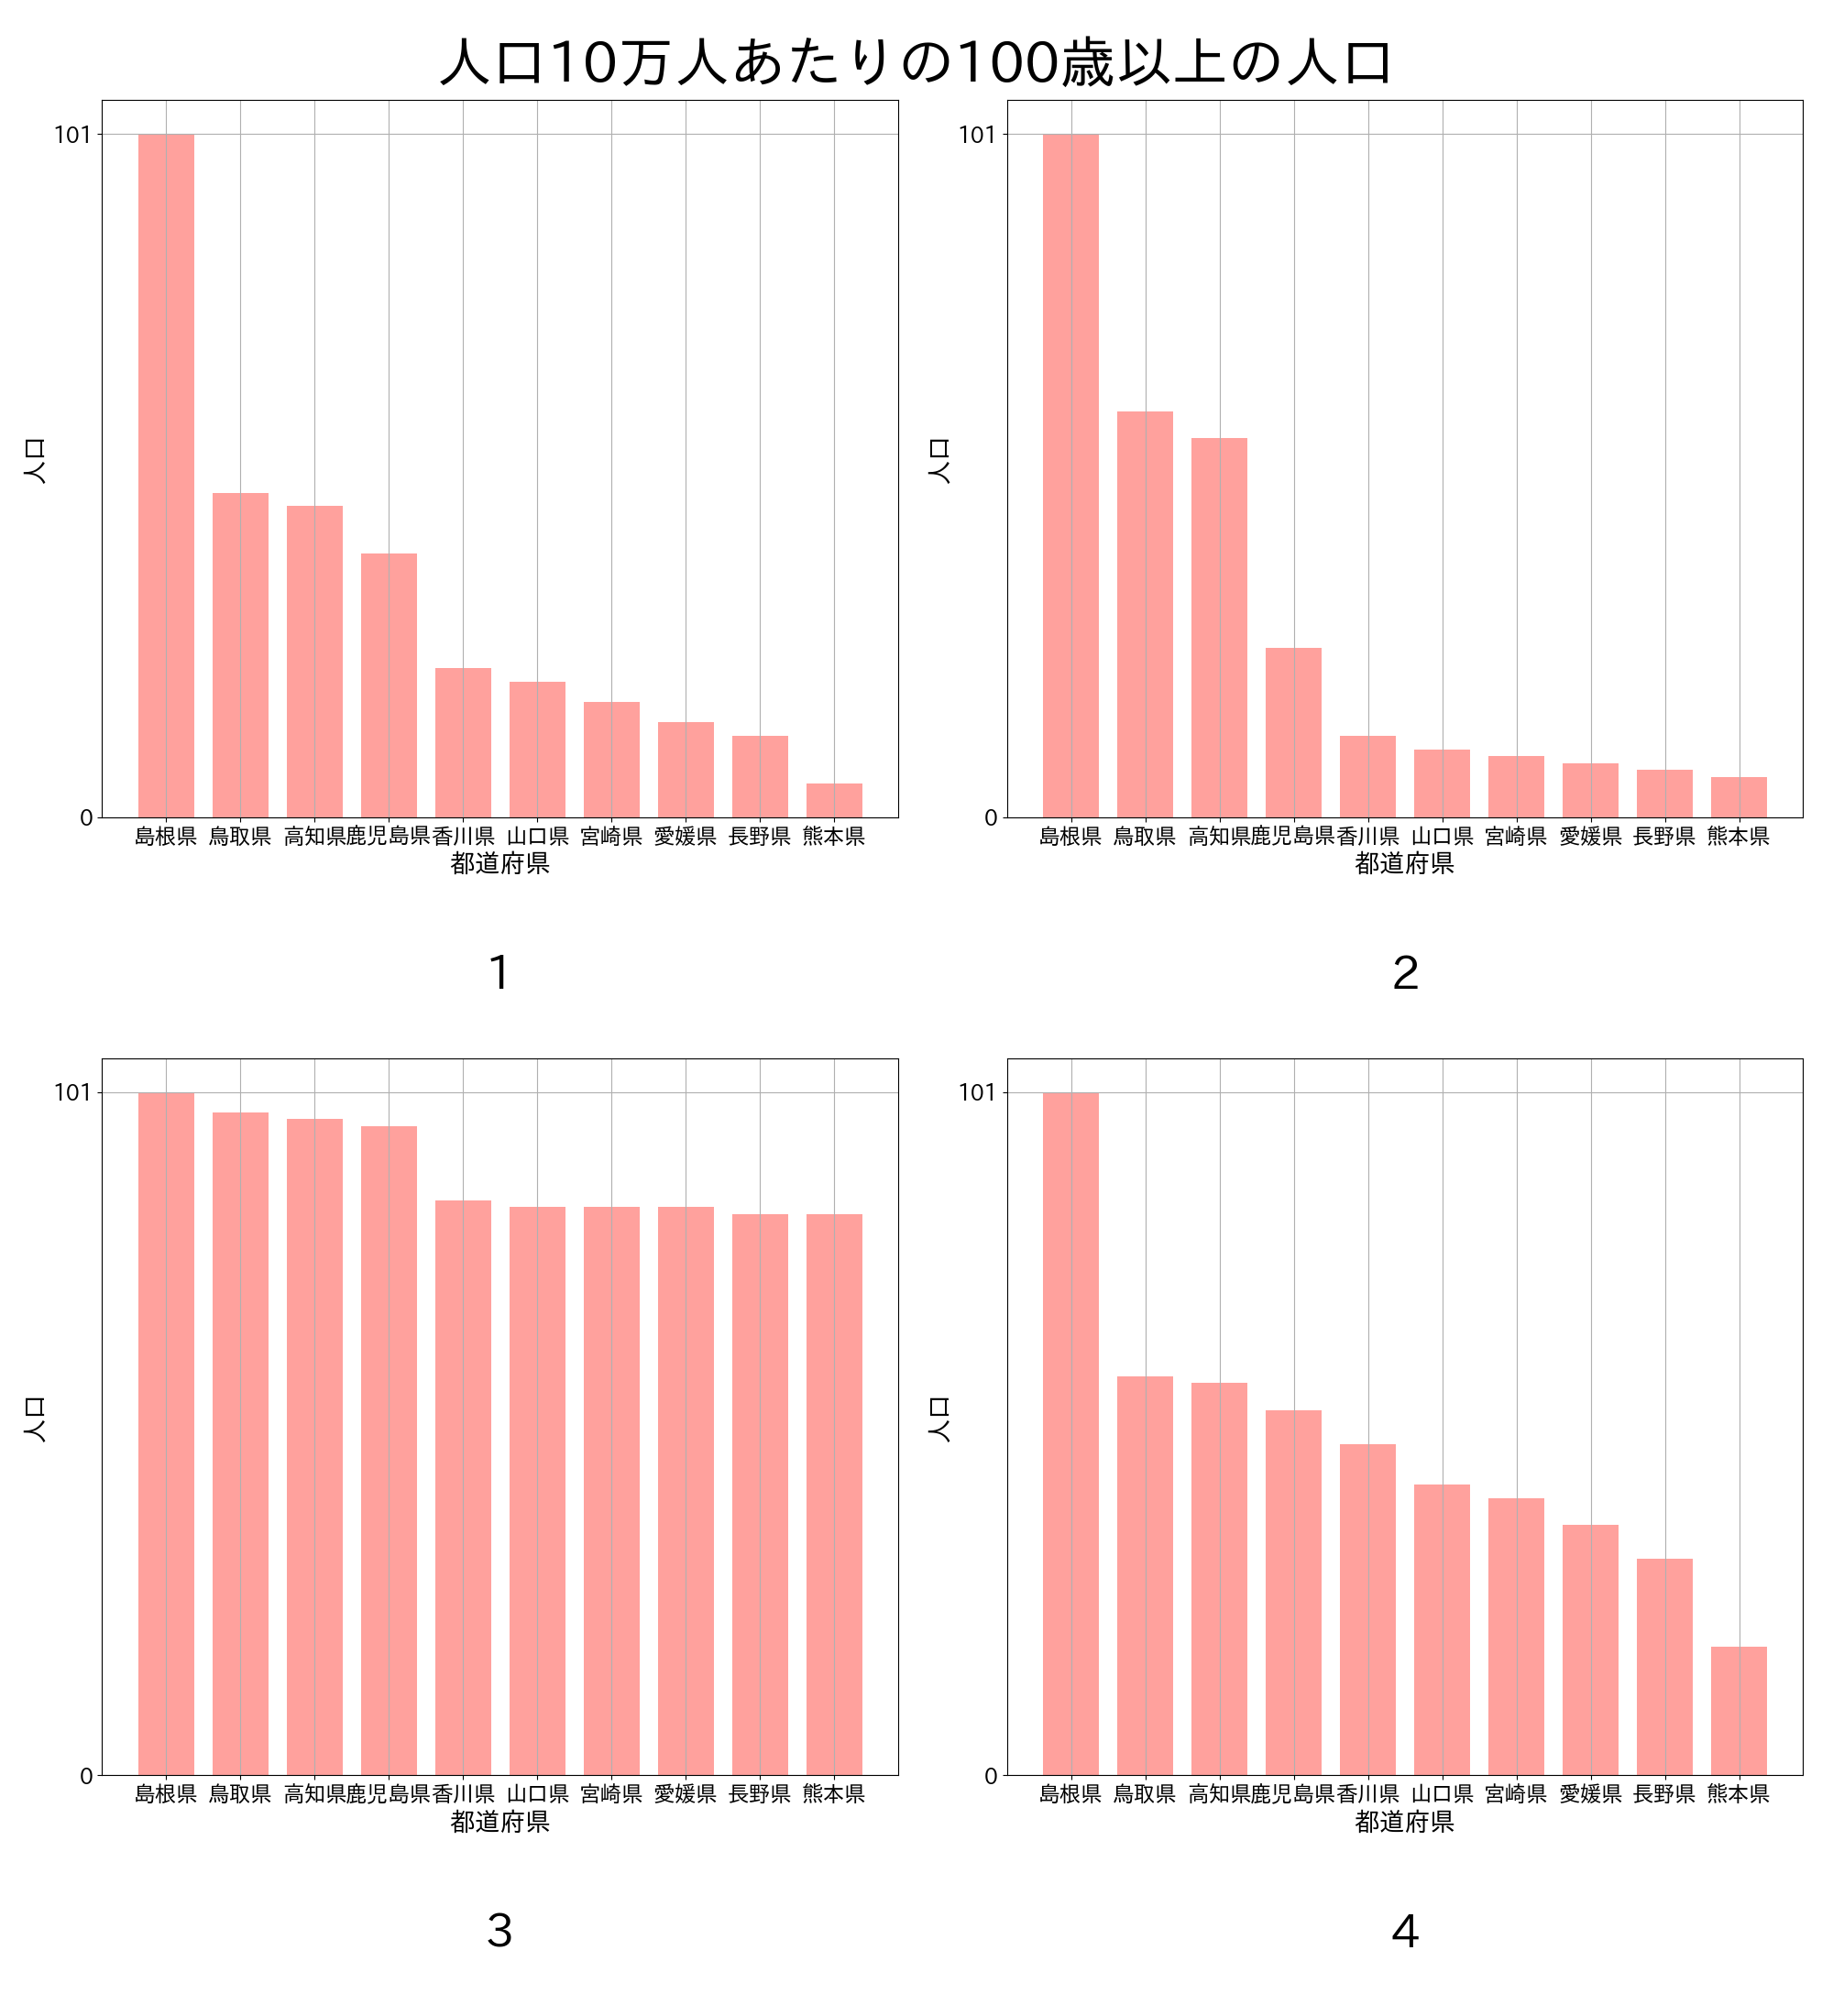 人口10万人あたりの100歳以上の人口
人口
101
0
島根県 鳥取県 高知県 鹿児島県 香川県 山口県 宮崎県 愛媛県 長野県 熊本県
都道府県
1
人口
101
0
島根県 鳥取県 高知県 鹿児島県 香川県 山口県 宮崎県 愛媛県 長野県 熊本県
都道府県
2
人口
101
0
島根県 鳥取県 高知県 鹿児島県 香川県 山口県 宮崎県 愛媛県 長野県 熊本県
都道府県
3
人口
101
0
島根県 鳥取県 高知県 鹿児島県 香川県 山口県 宮崎県 愛媛県 長野県 熊本県
都道府県
4